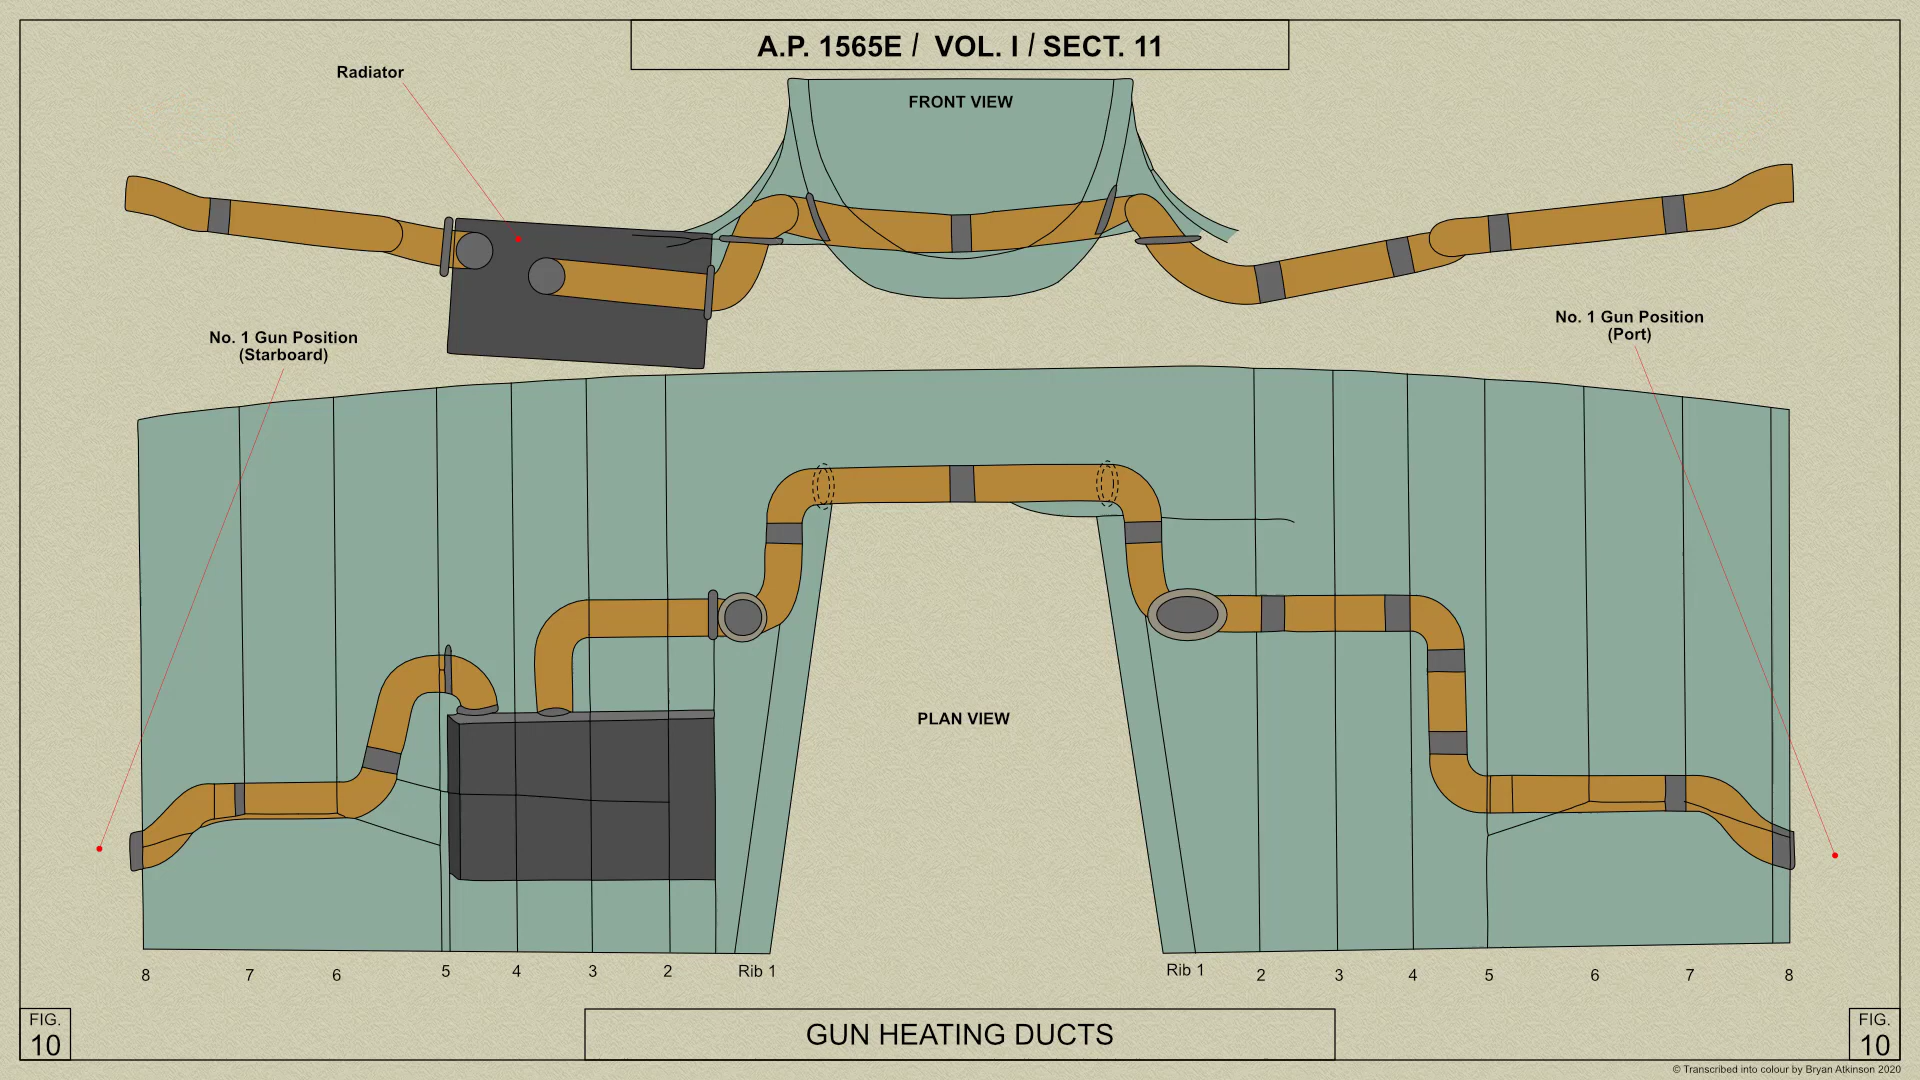 A.P. 1565E / VOL. I / SECT. 11
Radiator
FRONT VIEW
No. 1 Gun Position
(Starboard)
No. 1 Gun Position
(Port)
PLAN VIEW
8 7 6 5 4 3 2 Rib 1 Rib 1 2 3 4 5 6 7 8
FIG.
10
GUN HEATING DUCTS
FIG.
10
© Transcribed into colour by Bryan Atkinson 2020